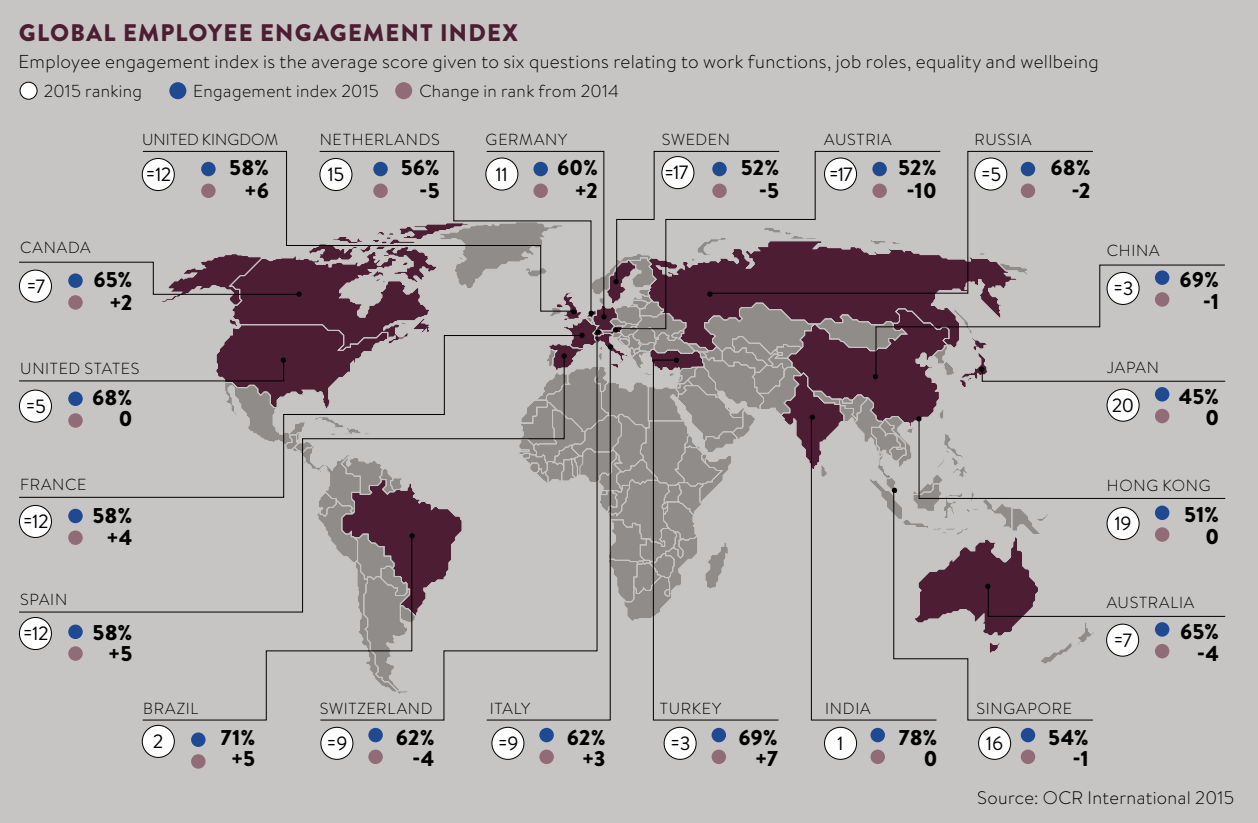 GLOBAL EMPLOYEE ENGAGEMENT INDEX
Employee engagement index is the average score given to six questions relating to work functions, job roles, equality and wellbeing
2015 ranking Engagement index 2015 Change in rank from 2014
UNITED KINGDOM
=12 58%
+6
NETHERLANDS
15 56%
-5
GERMANY
11 60%
+2
SWEDEN
=17 52%
-5
AUSTRIA
=17 52%
-10
RUSSIA
=5 68%
-2
CANADA
=7 65%
+2
CHINA
=3 69%
-1
UNITED STATES
=5 68%
0
JAPAN
20 45%
0
FRANCE
=12 58%
+4
HONG KONG
19 51%
0
SPAIN
=12 58%
+5
AUSTRALIA
=7 65%
-4
BRAZIL
2 71%
+5
SWITZERLAND
=9 62%
-4
ITALY
=9 62%
+3
TURKEY
=3 69%
+7
INDIA
1 78%
0
SINGAPORE
16 54%
-1
Source: OCR International 2015